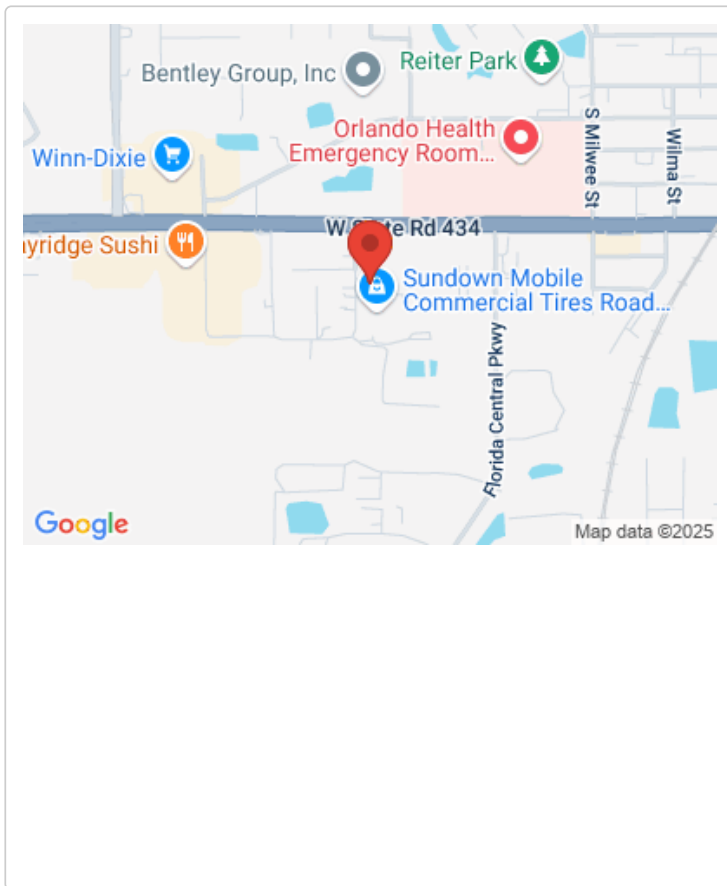 Bentley Group, Inc
Reiter Park
Orlando Health
Emergency Room...
Winn-Dixie
S Milwee St
Wilma St
W State Rd 434
ayridge Sushi
Sundown Mobile
Commercial Tires Road...
Florida Central Pkwy
Google
Map data ©2025